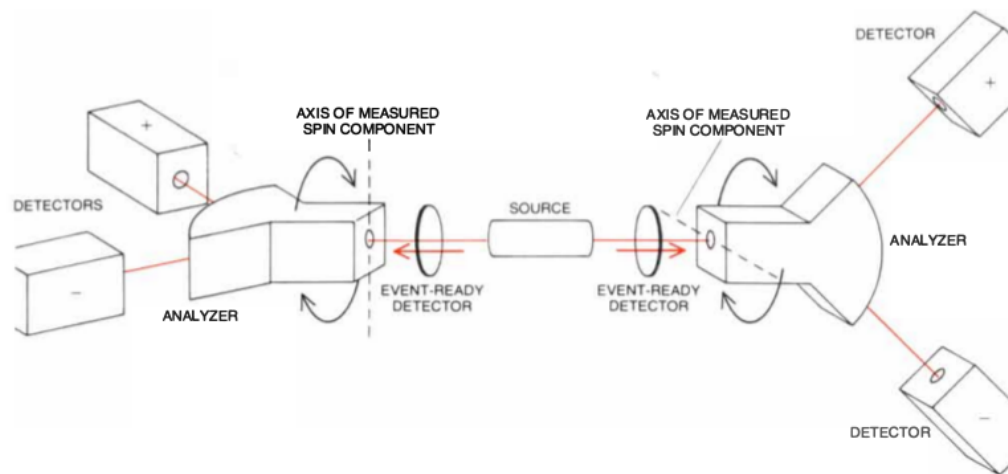 DETECTOR
+
AXIS OF MEASURED
SPIN COMPONENT
AXIS OF MEASURED
SPIN COMPONENT
+
DETECTORS
SOURCE
ANALYZER
−
EVENT-READY
DETECTOR
EVENT-READY
DETECTOR
ANALYZER
−
DETECTOR